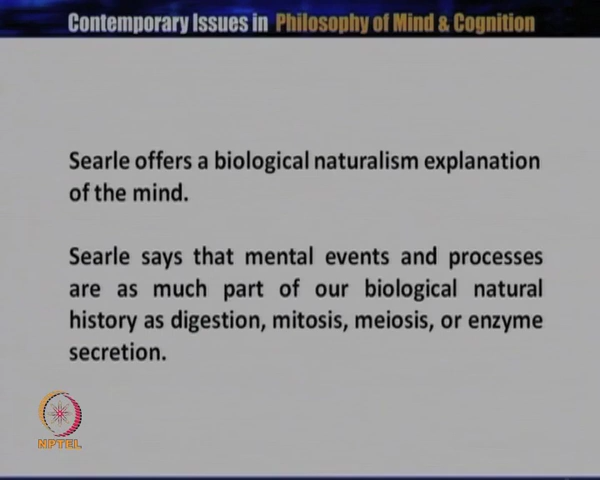 Contemporary Issues in Philosophy of Mind & Cognition
Searle offers a biological naturalism explanation
of the mind.
Searle says that mental events and processes
are as much part of our biological natural
history as digestion, mitosis, meiosis, or enzyme
secretion.
NPTEL